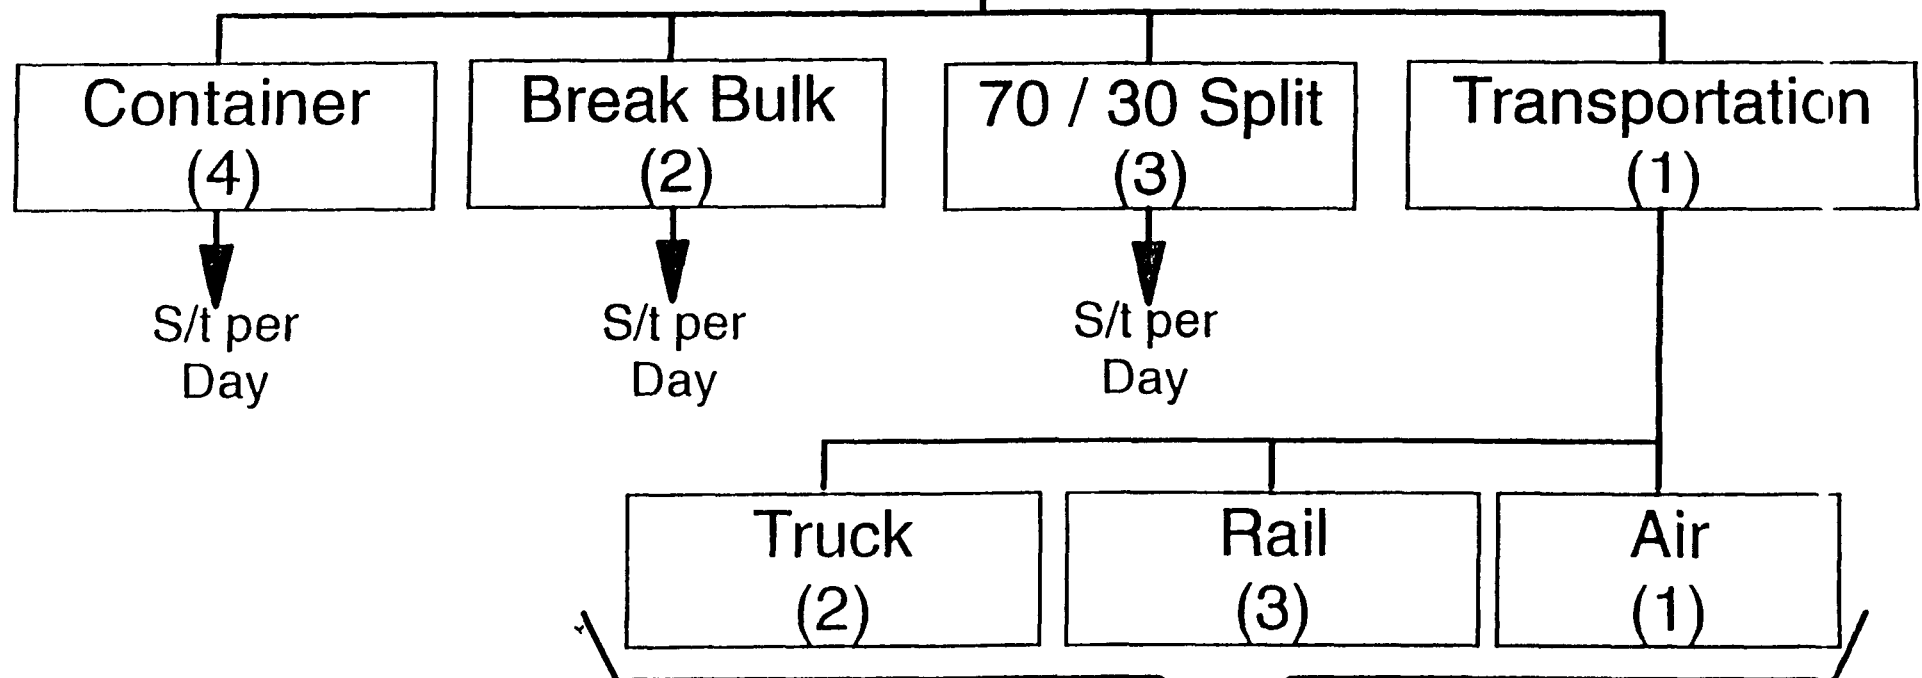 Container
(4)
Break Bulk
(2)
70 / 30 Split
(3)
Transportation
(1)
S/t per
Day
S/t per
Day
S/t per
Day
Truck
(2)
Rail
(3)
Air
(1)